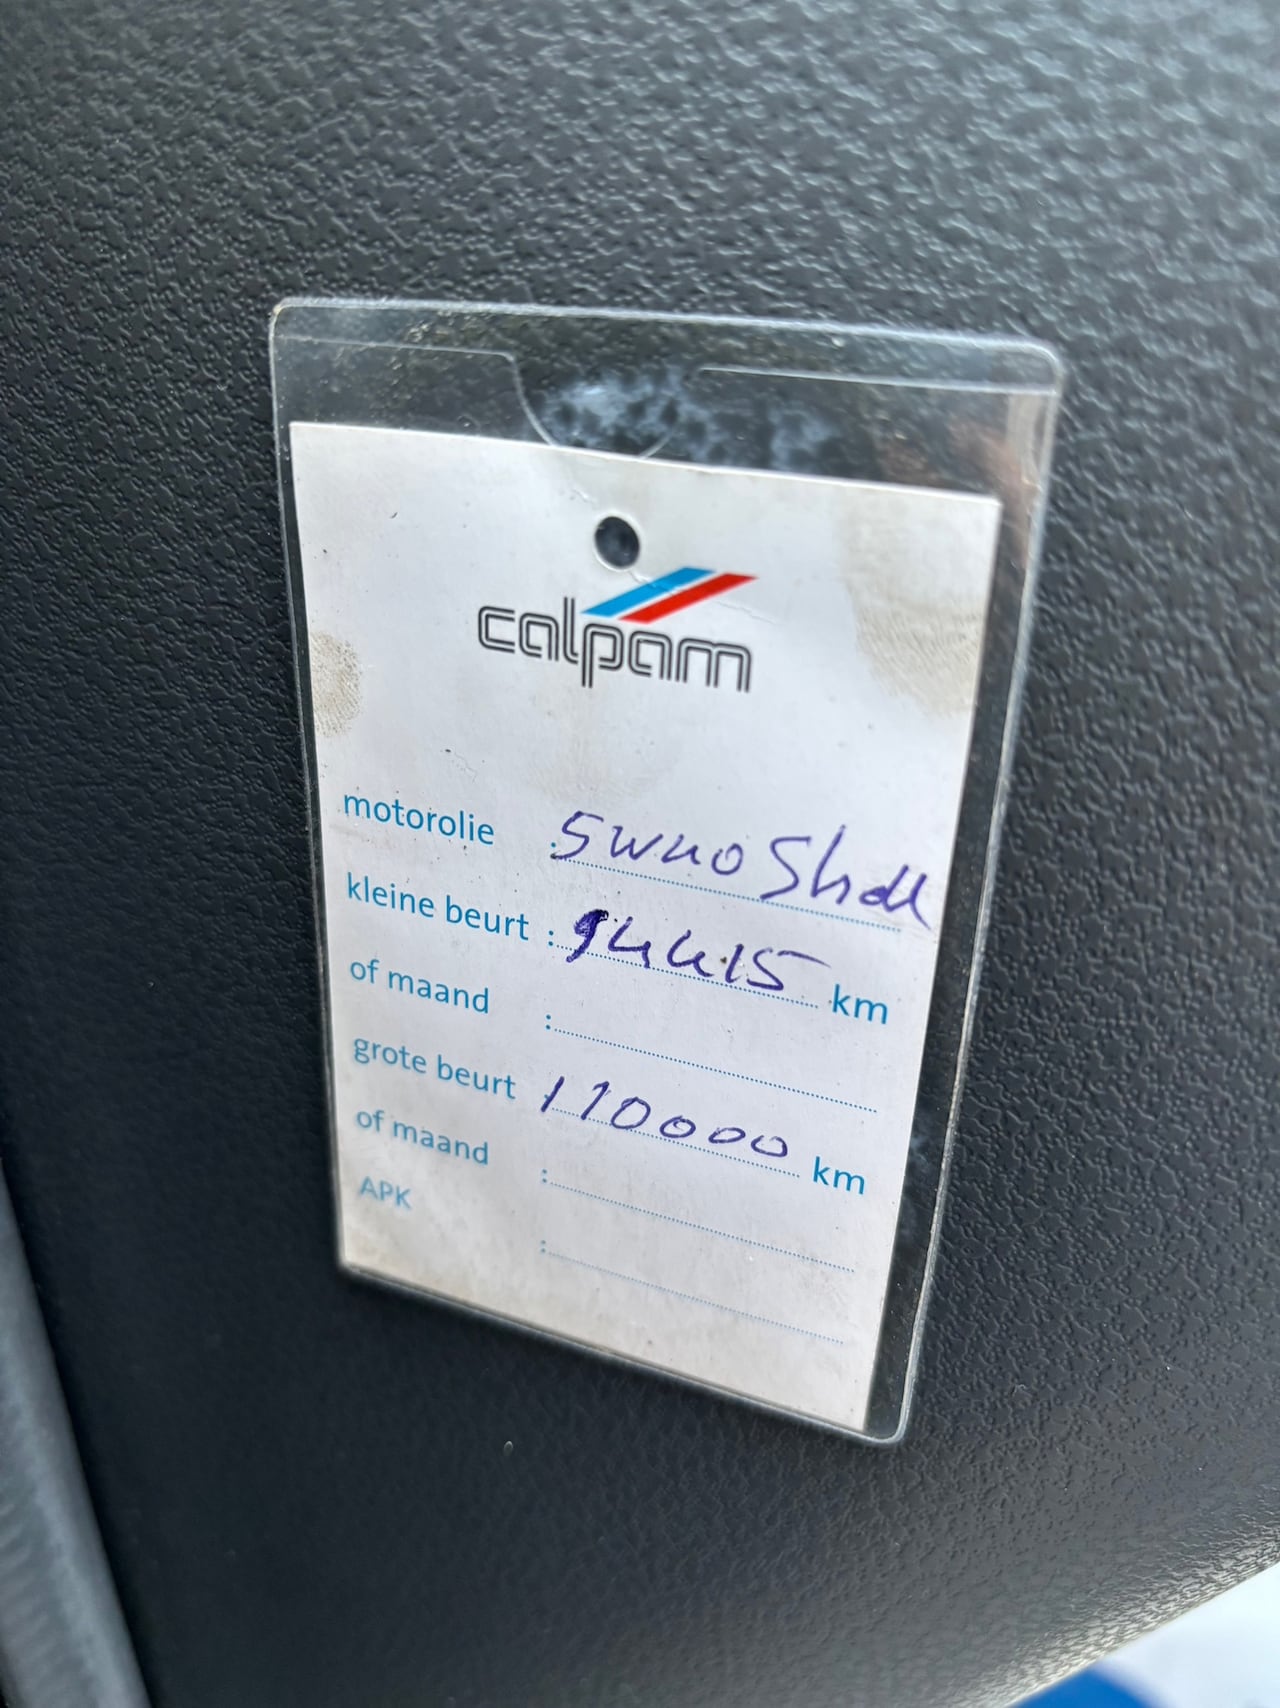 calpam
motorolie : 5W40 Shell
kleine beurt : 94415 km
of maand :
grote beurt 110000 km
of maand :
APK :